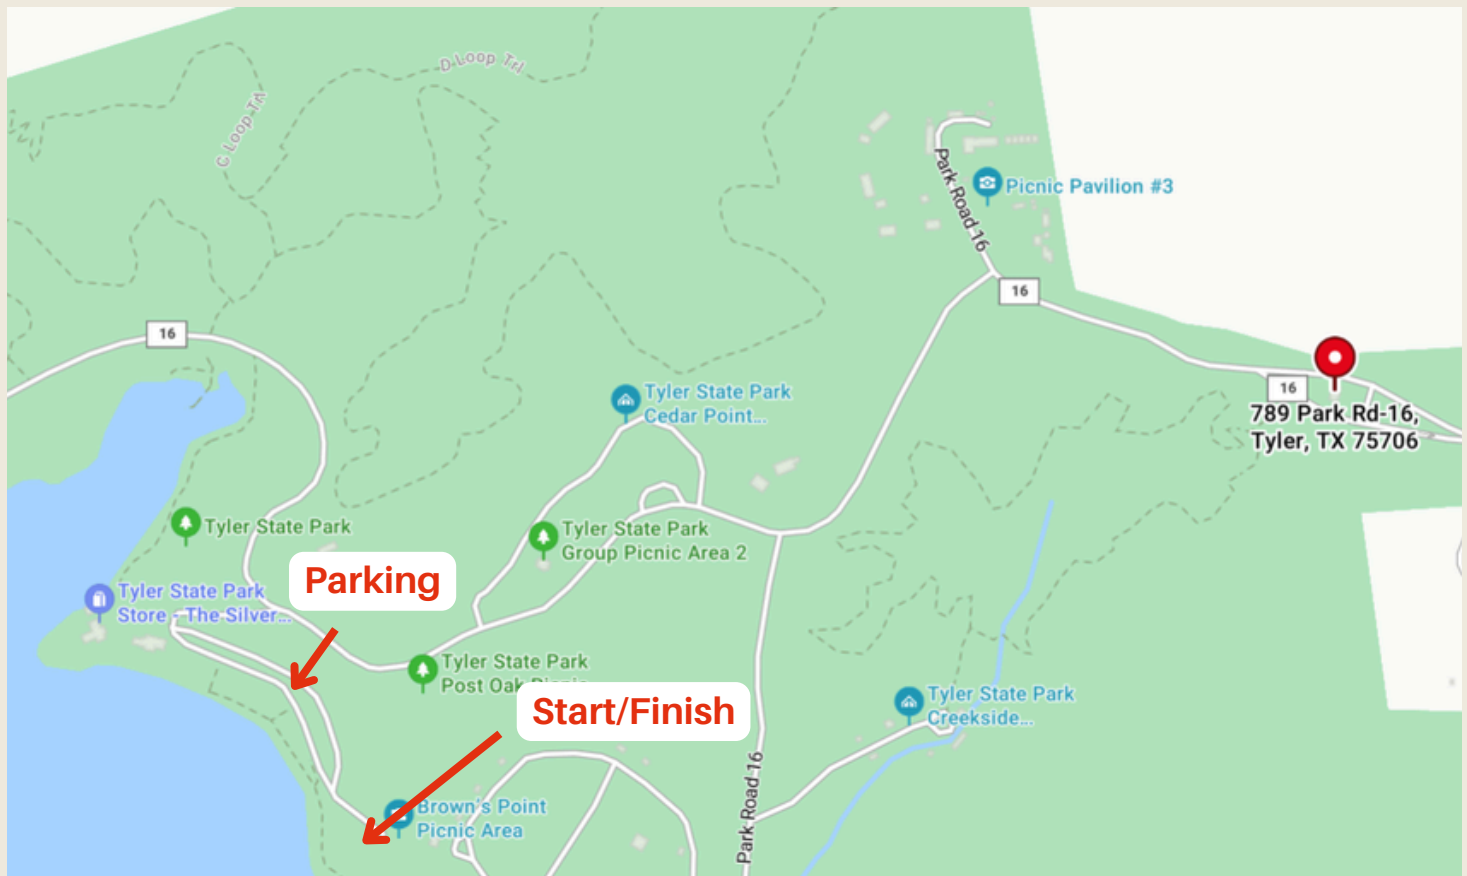 D Loop Trl
C Loop Trl
Park Road 16
Picnic Pavilion #3
16
16
16
789 Park Rd-16,
Tyler, TX 75706
Tyler State Park
Cedar Point...
Tyler State Park
Tyler State Park
Group Picnic Area 2
Parking
Tyler State Park
Store - The Silver...
Tyler State Park
Post Oak Picnic
Start/Finish
Tyler State Park
Creekside...
Park Road 16
Brown's Point
Picnic Area